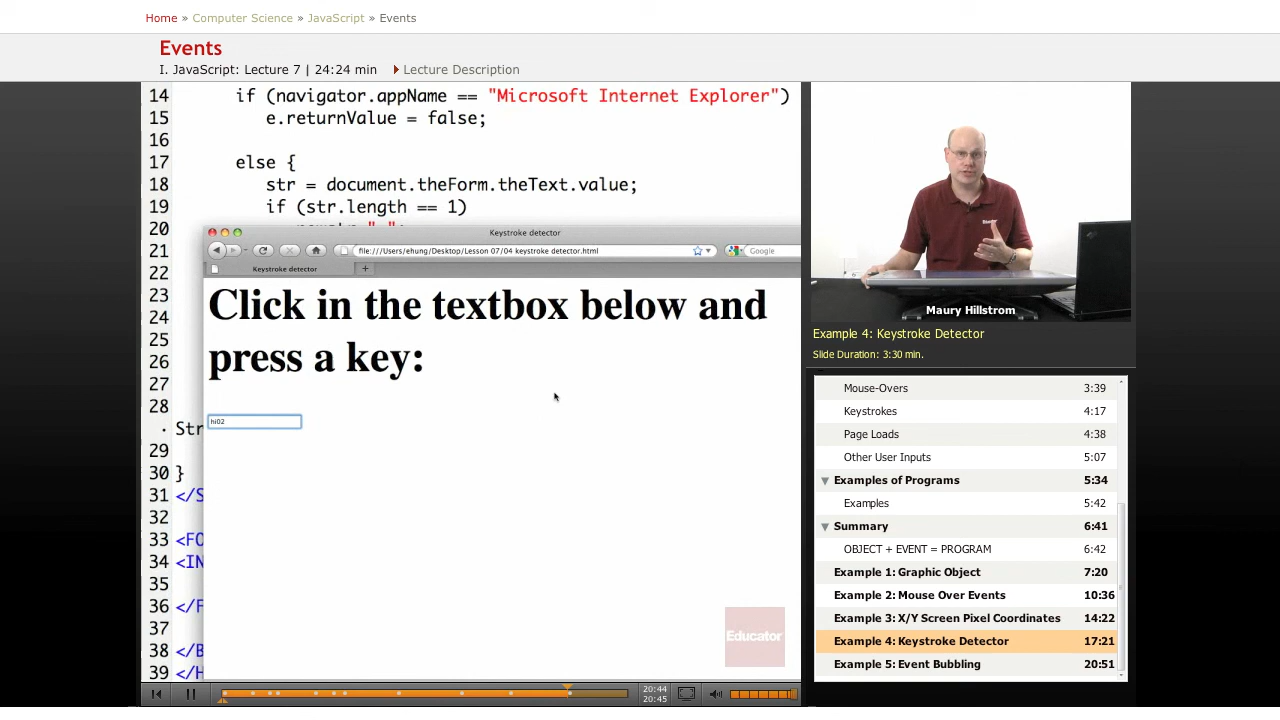 Home » Computer Science » JavaScript » Events
Events
I. JavaScript: Lecture 7 | 24:24 min Lecture Description
14 if (navigator.appName == "Microsoft Internet Explorer")
15 e.returnValue = false;
16
17 else {
18 str = document.theForm.theText.value;
19 if (str.length == 1)
20
21
22
23
24
25
26
27
28
Str
29
30 }
31 </S
32
33 <FO
34 <IN
35
36 </F
37
38 </B
39 </H
Keystroke detector
file:///Users/ehung/Desktop/Lesson 07/04 keystroke detector.html
Google
Keystroke detector
Click in the textbox below and
press a key:
hi02
Educator
Maury Hillstrom
Example 4: Keystroke Detector
Slide Duration: 3:30 min.
Mouse-Overs 3:39
Keystrokes 4:17
Page Loads 4:38
Other User Inputs 5:07
Examples of Programs 5:34
Examples 5:42
Summary 6:41
OBJECT + EVENT = PROGRAM 6:42
Example 1: Graphic Object 7:20
Example 2: Mouse Over Events 10:36
Example 3: X/Y Screen Pixel Coordinates 14:22
Example 4: Keystroke Detector 17:21
Example 5: Event Bubbling 20:51
20:44
20:45